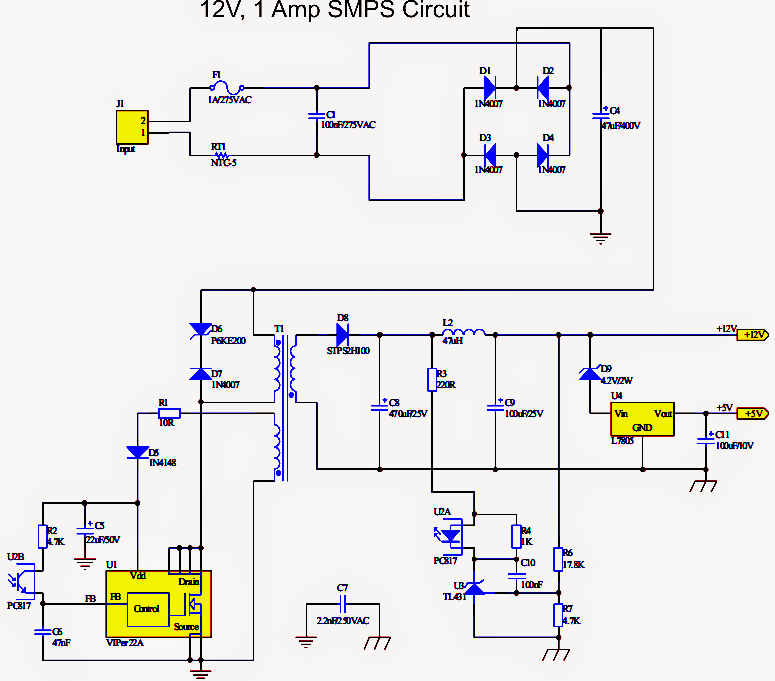 12V, 1 Amp SMPS Circuit
J1
2
1
Input
F1
1A/275VAC
RT1
NTC-5
C1
100nF/275VAC
D1
1N4007
D2
1N4007
D3
1N4007
D4
1N4007
C4
47uF/400V
D6
P6KE200
D7
1N4007
T1
D8
STPS2H100
L2
47uH
+12V
+12V
R3
220R
C8
470uF/25V
C9
100uF/25V
D9
4.2V/2W
U4
Vin
Vout
GND
L7805
+5V
+5V
C11
100uF/10V
R1
10R
D5
1N4148
R2
4.7K
C5
22uF/50V
U2B
PC817
C6
47nF
FB
U1
Vdd
Drain
FB
Control
Source
VIPer22A
C7
2.2nF/250VAC
U2A
PC817
R4
1K
C10
100nF
U3
TL431
R6
17.8K
R7
4.7K